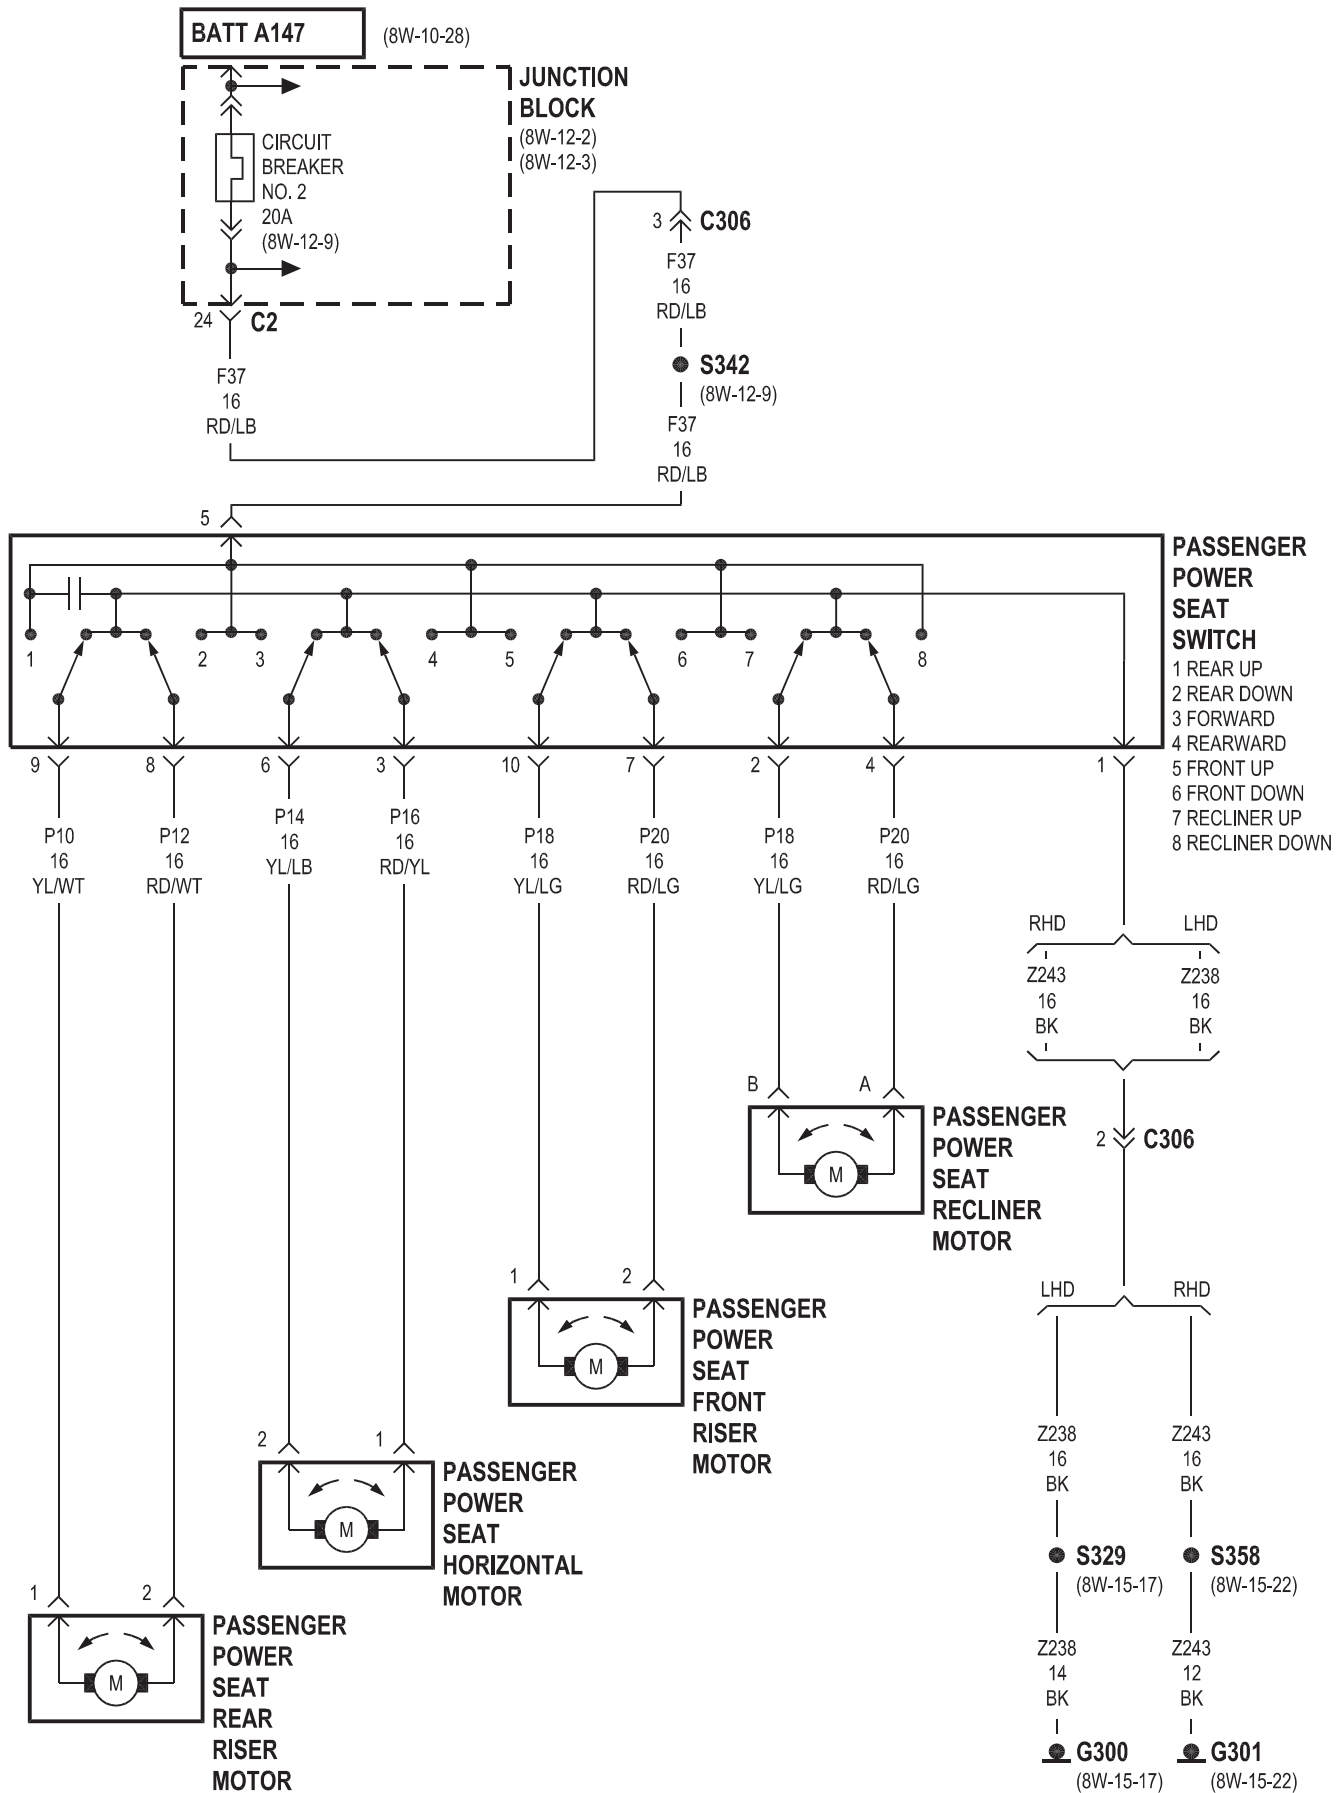 BATT A147
(8W-10-28)
JUNCTION
BLOCK
(8W-12-2)
(8W-12-3)
CIRCUIT
BREAKER
NO. 2
20A
(8W-12-9)
24
C2
F37
16
RD/LB
3
C306
F37
16
RD/LB
S342
(8W-12-9)
F37
16
RD/LB
5
PASSENGER
POWER
SEAT
SWITCH
1 REAR UP
2 REAR DOWN
3 FORWARD
4 REARWARD
5 FRONT UP
6 FRONT DOWN
7 RECLINER UP
8 RECLINER DOWN
1
2
3
4
5
6
7
8
9
8
6
3
10
7
2
4
1
P10
16
YL/WT
P12
16
RD/WT
P14
16
YL/LB
P16
16
RD/YL
P18
16
YL/LG
P20
16
RD/LG
P18
16
YL/LG
P20
16
RD/LG
RHD
LHD
Z243
16
BK
Z238
16
BK
B
A
M
PASSENGER
POWER
SEAT
RECLINER
MOTOR
2
C306
1
2
M
PASSENGER
POWER
SEAT
FRONT
RISER
MOTOR
LHD
RHD
2
1
M
PASSENGER
POWER
SEAT
HORIZONTAL
MOTOR
Z238
16
BK
Z243
16
BK
S329
(8W-15-17)
S358
(8W-15-22)
1
2
M
PASSENGER
POWER
SEAT
REAR
RISER
MOTOR
Z238
14
BK
Z243
12
BK
G300
(8W-15-17)
G301
(8W-15-22)